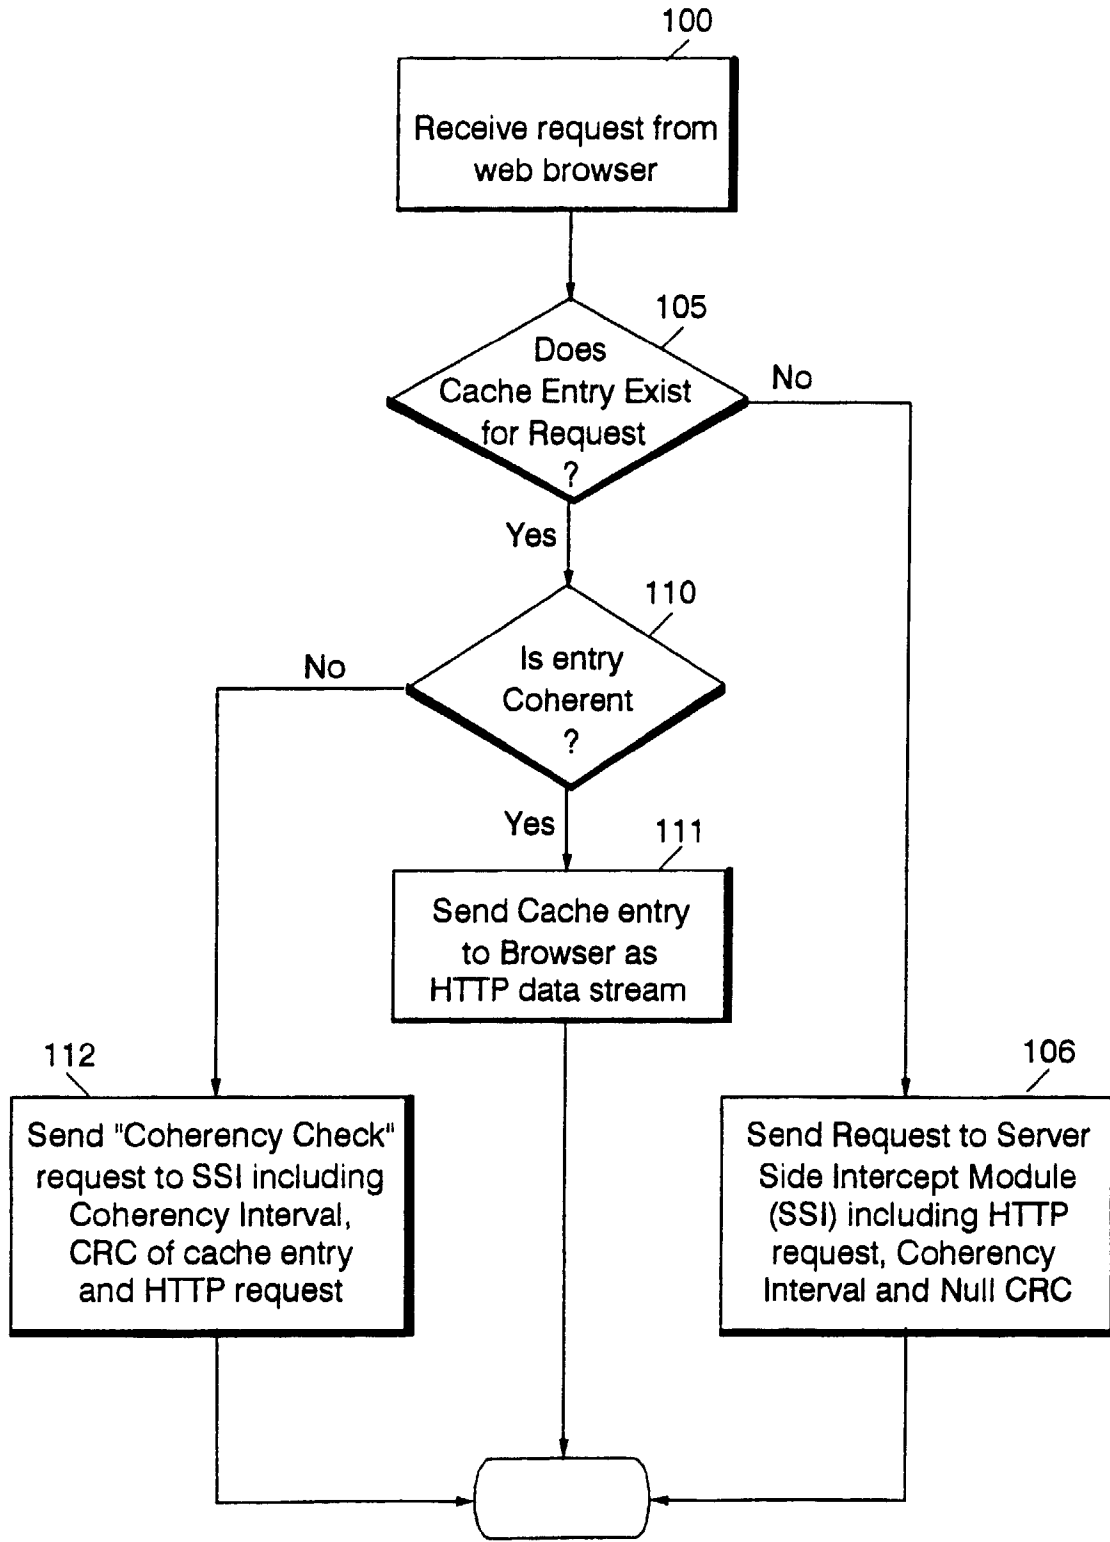 100
Receive request from
web browser
105
Does
Cache Entry Exist
for Request
?
No
Yes
110
Is entry
Coherent
?
No
Yes
111
Send Cache entry
to Browser as
HTTP data stream
112
Send "Coherency Check"
request to SSI including
Coherency Interval,
CRC of cache entry
and HTTP request
106
Send Request to Server
Side Intercept Module
(SSI) including HTTP
request, Coherency
Interval and Null CRC